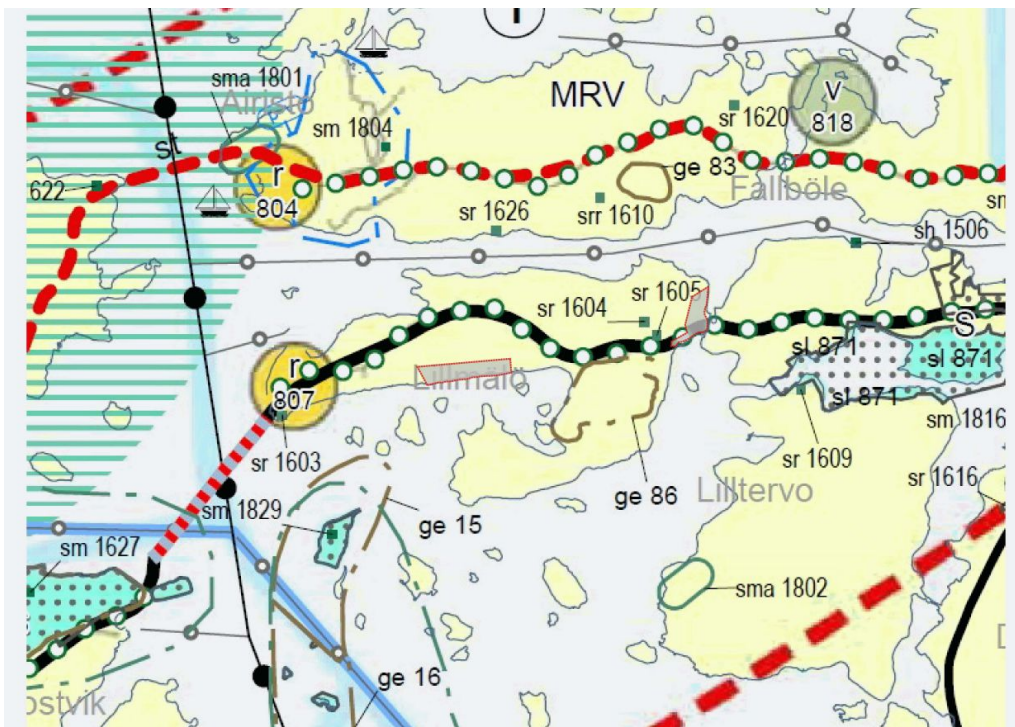 sma 1801
Airisto
MRV
v
818
sr 1620
sm 1804
st
ge 83
622
r
804
Fallböle
srr 1610
sm
sr 1626
sh 1506
sr 1605
sr 1604
S
sl 871
sl 871
r
807
Lillmälö
sl 871
sm 1816
sr 1603
sr 1609
sr 1616
ge 86
Lilltervo
sm 1829
ge 15
sm 1627
sma 1802
ge 16
ostvik